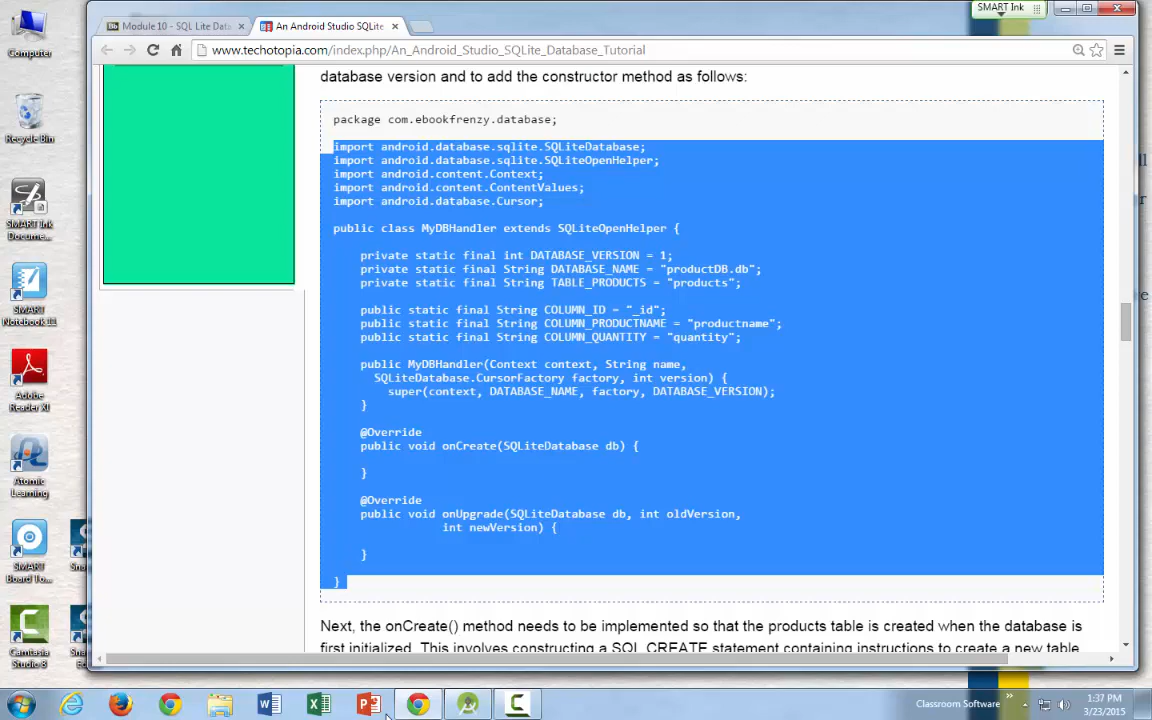 SMART Ink
Module 10 - SQL Lite Dat
An Android Studio SQLite
www.techotopia.com/index.php/An_Android_Studio_SQLite_Database_Tutorial
Computer
Recycle Bin
SMART Ink
Docume...
SMART
Notebook 11
Adobe
Reader XI
Atomic
Learning
SMART
Board To...
Camtasia
Studio 8
database version and to add the constructor method as follows:
package com.ebookfrenzy.database;
import android.database.sqlite.SQLiteDatabase;
import android.database.sqlite.SQLiteOpenHelper;
import android.content.Context;
import android.content.ContentValues;
import android.database.Cursor;
public class MyDBHandler extends SQLiteOpenHelper {
private static final int DATABASE_VERSION = 1;
private static final String DATABASE_NAME = "productDB.db";
private static final String TABLE_PRODUCTS = "products";
public static final String COLUMN_ID = "_id";
public static final String COLUMN_PRODUCTNAME = "productname";
public static final String COLUMN_QUANTITY = "quantity";
public MyDBHandler(Context context, String name,
SQLiteDatabase.CursorFactory factory, int version) {
super(context, DATABASE_NAME, factory, DATABASE_VERSION);
}
@Override
public void onCreate(SQLiteDatabase db) {
}
@Override
public void onUpgrade(SQLiteDatabase db, int oldVersion,
int newVersion) {
}
}
Next, the onCreate() method needs to be implemented so that the products table is created when the database is
first initialized. This involves constructing a SQL CREATE statement containing instructions to create a new table
Classroom Software
1:37 PM
3/23/2015